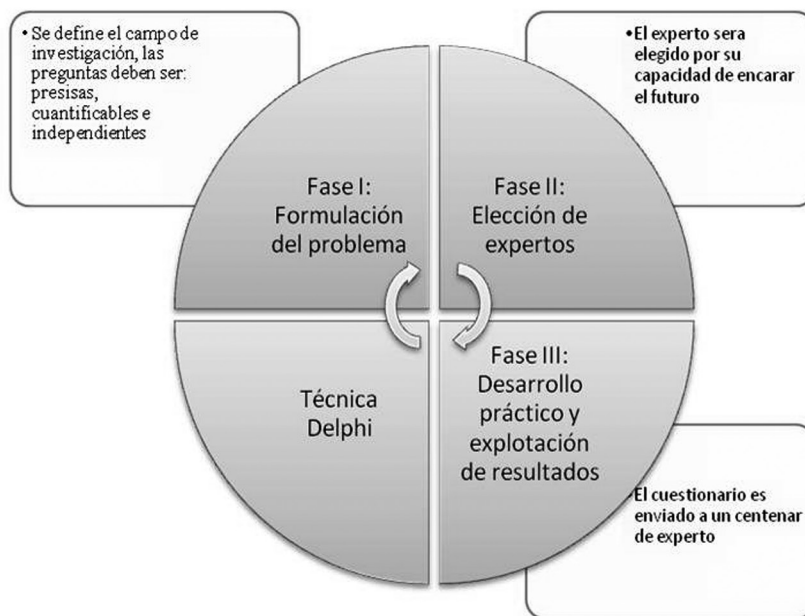 • Se define el campo de
investigación, las
preguntas deben ser:
presisas,
cuantificables e
independientes
•El experto sera
elegido por su
capacidad de encarar
el futuro
Fase I:
Formulación
del problema
Fase II:
Elección de
expertos
Técnica
Delphi
Fase III:
Desarrollo
práctico y
explotación
de resultados
•El cuestionario es
enviado a un centenar
de experto